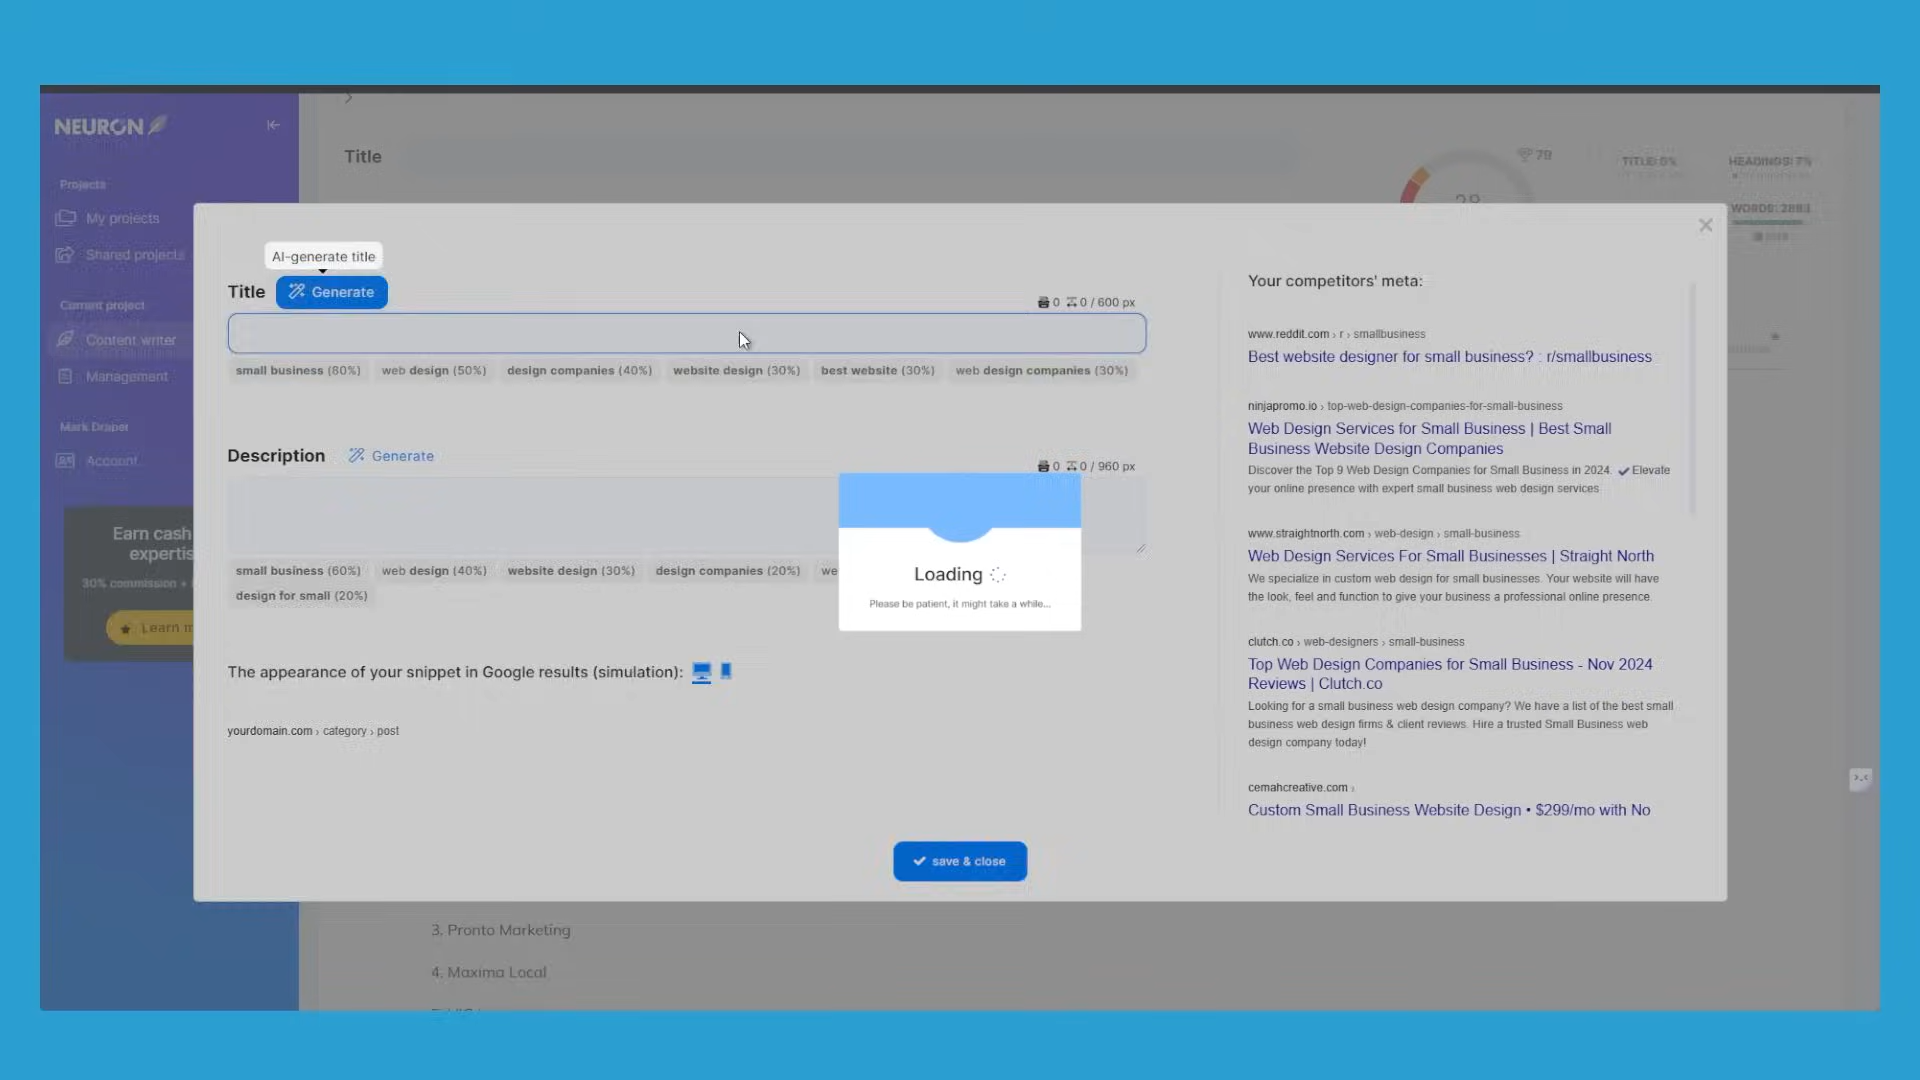 NEURON
Projects
My projects
Shared projects
Current project
Content writer
Management
Mark Draper
Account
Earn cash
30% commission +
Learn
Title
79
28
TITLE: 5%
HEADINGS: 7%
WORDS: 2883
AI-generate title
Title Generate
0 0 / 600 px
small business (80%) web design (50%) design companies (40%) website design (30%) best website (30%) web design companies (30%)
Description Generate
0 0 / 960 px
small business (60%) web design (40%) website design (30%) design companies (20%) we
design for small (20%)
Loading
Please be patient, it might take a while...
The appearance of your snippet in Google results (simulation):
yourdomain.com › category › post
Your competitors' meta:
www.reddit.com › r › smallbusiness
Best website designer for small business? : r/smallbusiness
ninjapromo.io › top-web-design-companies-for-small-business
Web Design Services for Small Business | Best Small
Business Website Design Companies
Discover the Top 9 Web Design Companies for Small Business in 2024. ✔ Elevate
your online presence with expert small business web design services
www.straightnorth.com › web-design › small-business
Web Design Services For Small Businesses | Straight North
We specialize in custom web design for small businesses. Your website will have
the look, feel and function to give your business a professional online presence.
clutch.co › web-designers › small-business
Top Web Design Companies for Small Business - Nov 2024
Reviews | Clutch.co
Looking for a small business web design company? We have a list of the best small
business web design firms & client reviews. Hire a trusted Small Business web
design company today!
cemahcreative.com ›
Custom Small Business Website Design • $299/mo with No
save & close
3. Pronto Marketing
4. Maxima Local